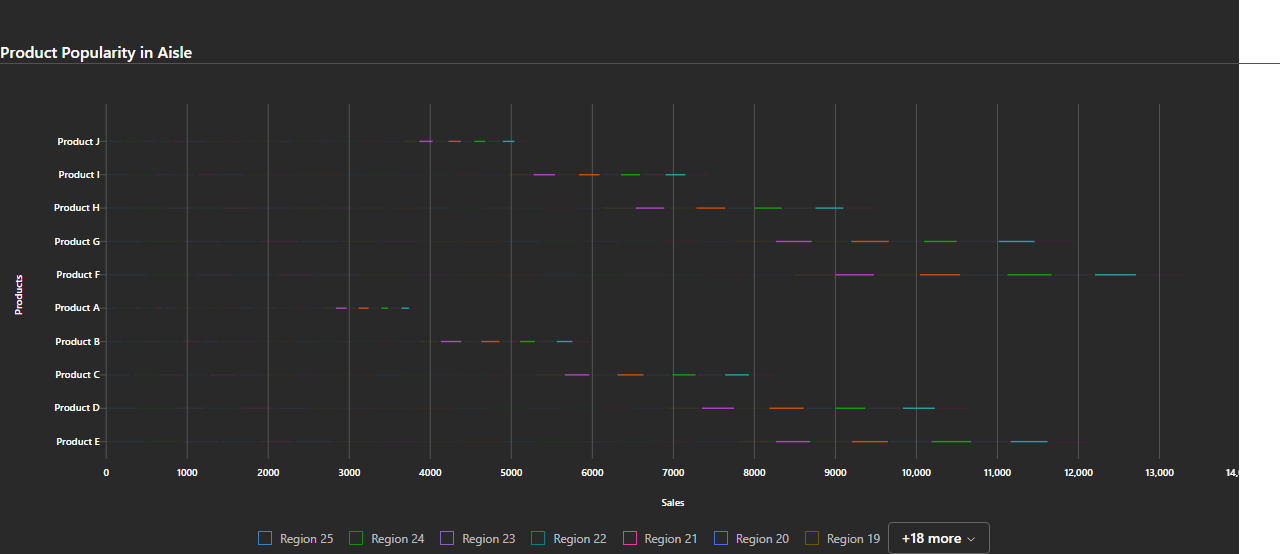 Product Popularity in Aisle
Product J
Product I
Product H
Product G
Product F
Product A
Product B
Product C
Product D
Product E
Products
0 1000 2000 3000 4000 5000 6000 7000 8000 9000 10,000 11,000 12,000 13,000 14,
Sales
Region 25 Region 24 Region 23 Region 22 Region 21 Region 20 Region 19 +18 more